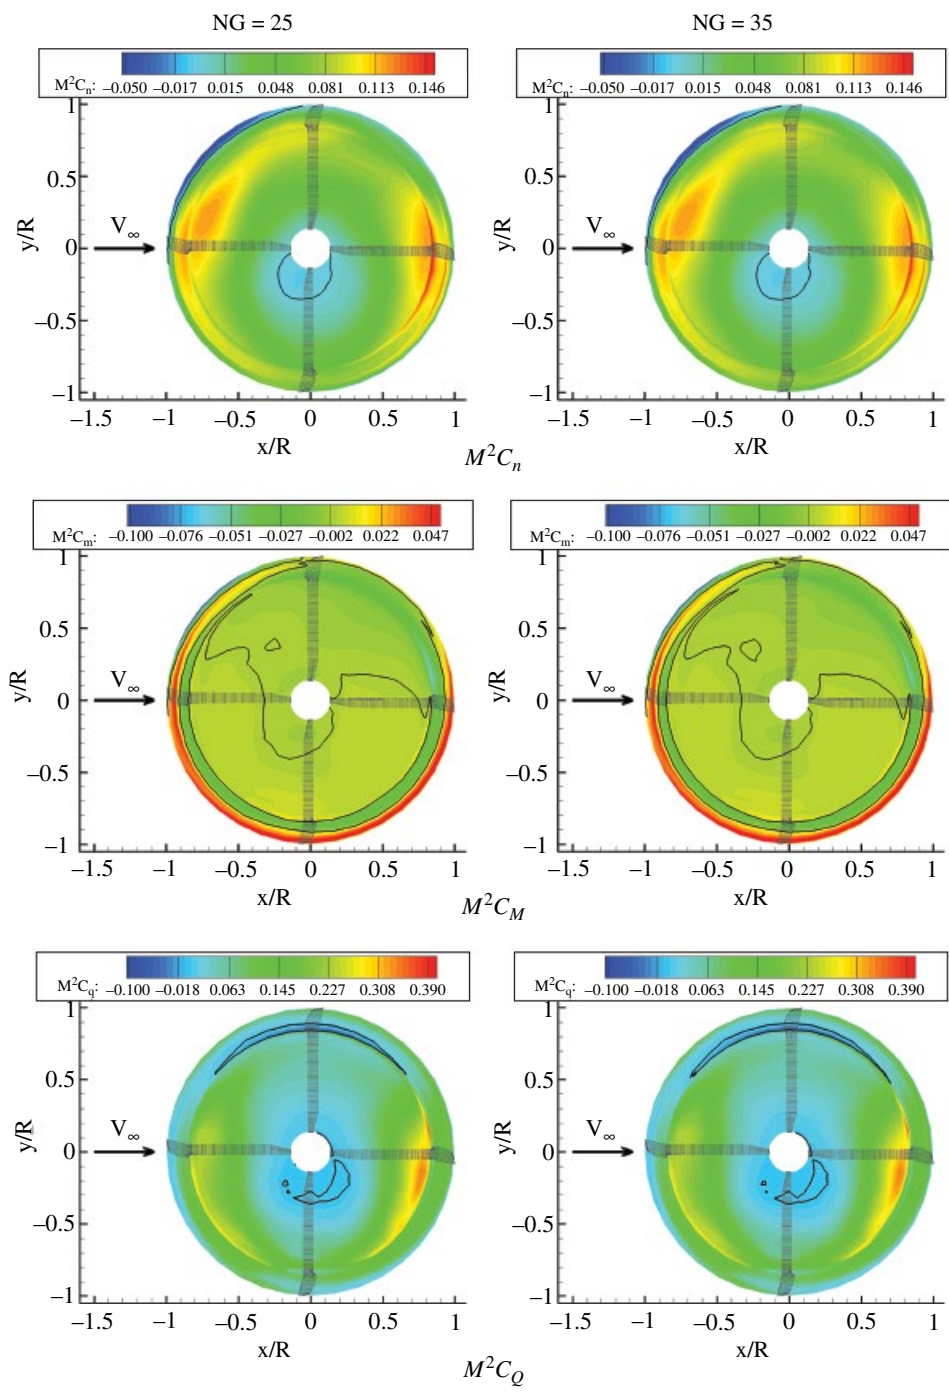 NG = 25 NG = 35
M²Cₙ: −0.050 −0.017 0.015 0.048 0.081 0.113 0.146 M²Cₙ: −0.050 −0.017 0.015 0.048 0.081 0.113 0.146
1 1
0.5 0.5
y/R V∞ y/R V∞
0 0
−0.5 −0.5
−1 −1
−1.5 −1 −0.5 0 0.5 1 −1.5 −1 −0.5 0 0.5 1
x/R x/R
M²Cₙ
M²Cₘ: −0.100 −0.076 −0.051 −0.027 −0.002 0.022 0.047 M²Cₘ: −0.100 −0.076 −0.051 −0.027 −0.002 0.022 0.047
1 1
0.5 0.5
y/R V∞ y/R V∞
0 0
−0.5 −0.5
−1 −1
−1.5 −1 −0.5 0 0.5 1 −1.5 −1 −0.5 0 0.5 1
x/R x/R
M²C_M
M²C_q: −0.100 −0.018 0.063 0.145 0.227 0.308 0.390 M²C_q: −0.100 −0.018 0.063 0.145 0.227 0.308 0.390
1 1
0.5 0.5
y/R V∞ y/R V∞
0 0
−0.5 −0.5
−1 −1
−1.5 −1 −0.5 0 0.5 1 −1.5 −1 −0.5 0 0.5 1
x/R x/R
M²C_Q